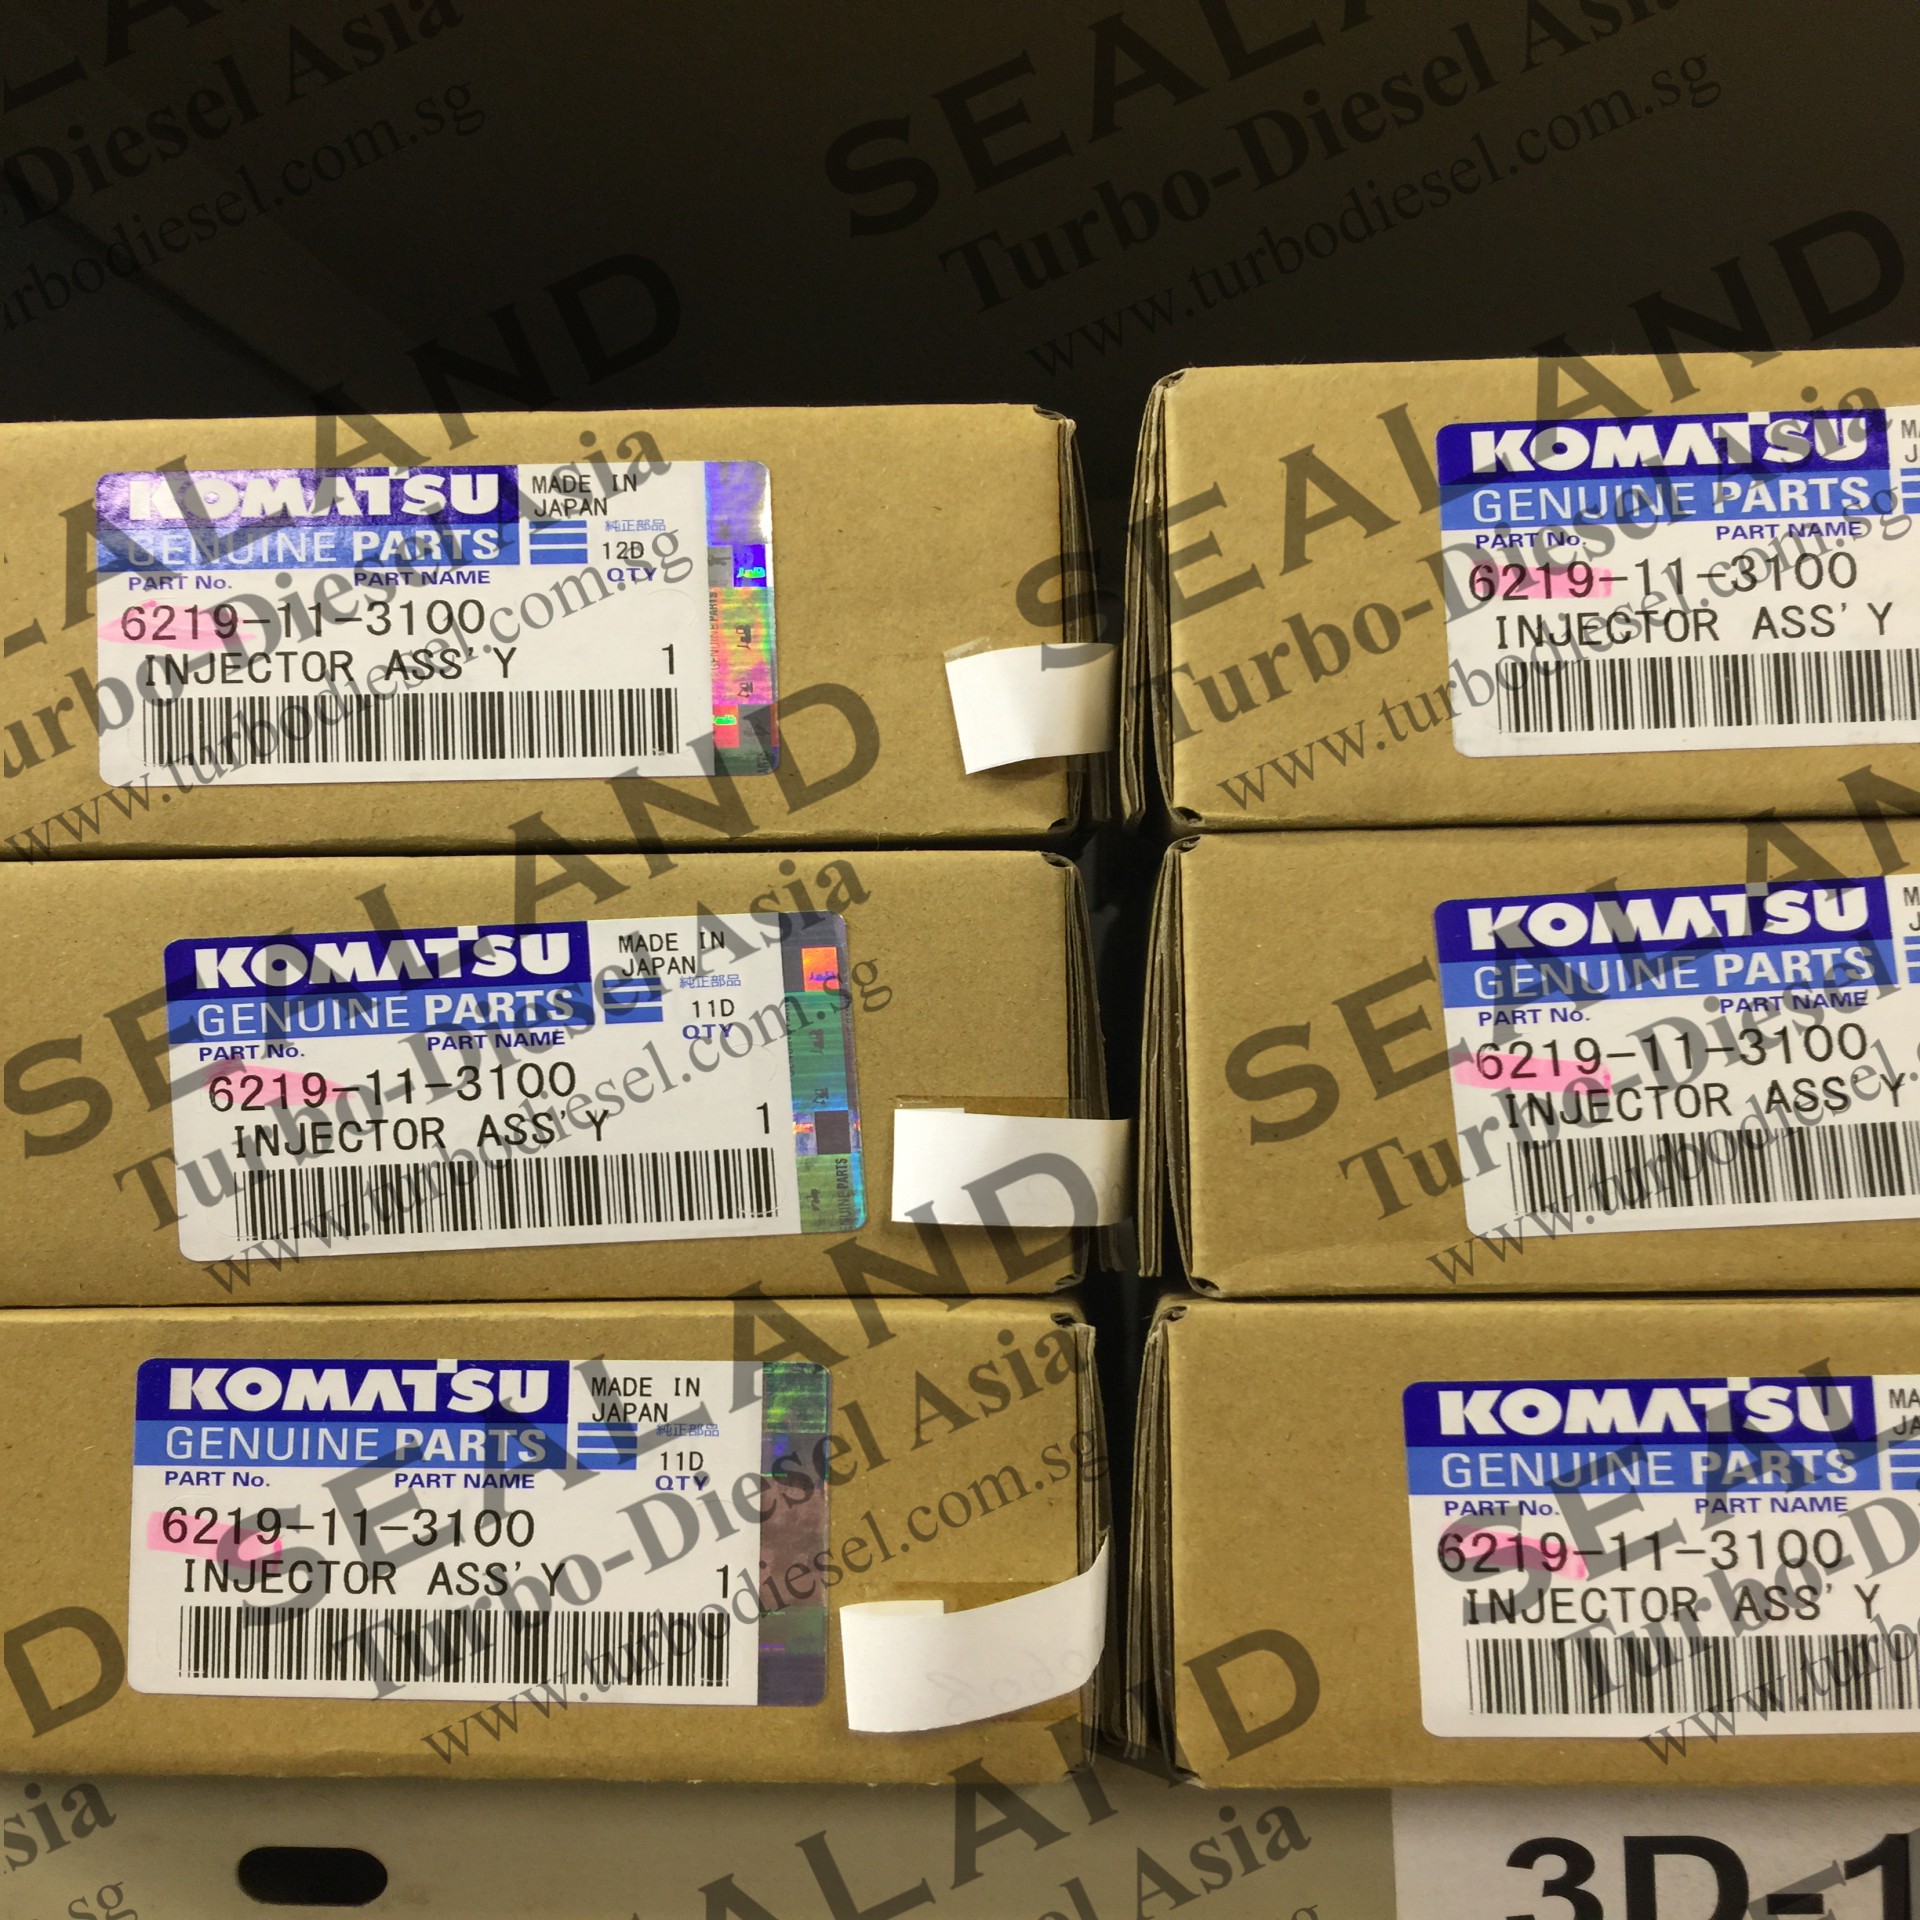 SEALAND
Turbo-Diesel Asia
www.turbodiesel.com.sg
KOMATSU
GENUINE PARTS
MADE IN
JAPAN
純正部品
12D
PART No. PART NAME QTY
6219-11-3100
INJECTOR ASS'Y 1
KOMATSU
GENUINE PARTS
PART No. PART NAME
6219-11-3100
INJECTOR ASS'Y
KOMATSU
GENUINE PARTS
MADE IN
JAPAN
純正部品
11D
PART No. PART NAME QTY
6219-11-3100
INJECTOR ASS'Y 1
KOMATSU
GENUINE PARTS
PART No. PART NAME
6219-11-3100
INJECTOR ASS'Y
KOMATSU
GENUINE PARTS
MADE IN
JAPAN
純正部品
11D
PART No. PART NAME QTY
6219-11-3100
INJECTOR ASS'Y 1
KOMATSU
GENUINE PARTS
PART No. PART NAME
6219-11-3100
INJECTOR ASS'Y
3D-1